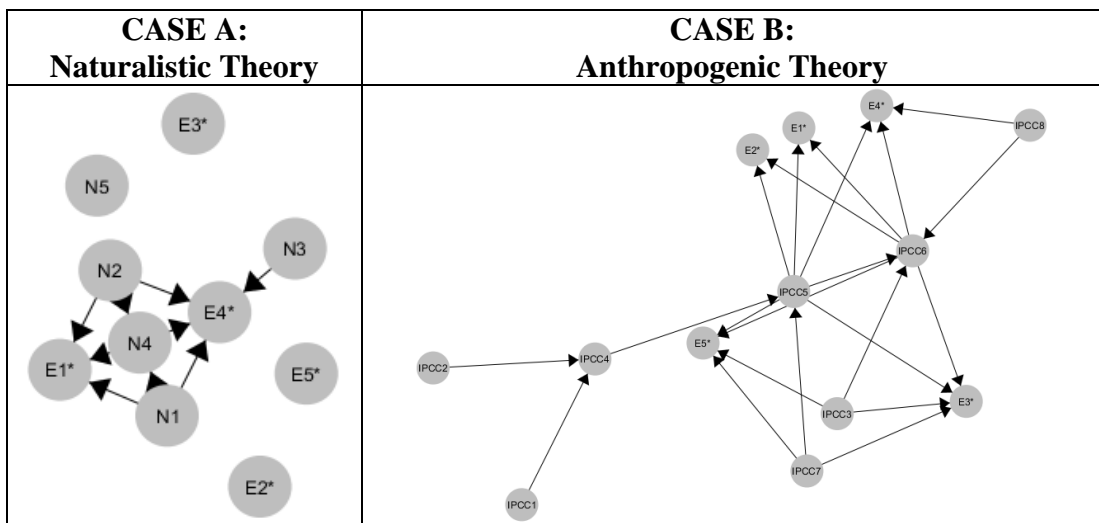 CASE A:
Naturalistic Theory
CASE B:
Anthropogenic Theory
E3*
N5
N2
N3
E4*
N4
E1*
E5*
N1
E2*
E4*
E1*
IPCC8
E2*
IPCC6
IPCC5
E5*
IPCC4
IPCC2
E3*
IPCC3
IPCC7
IPCC1